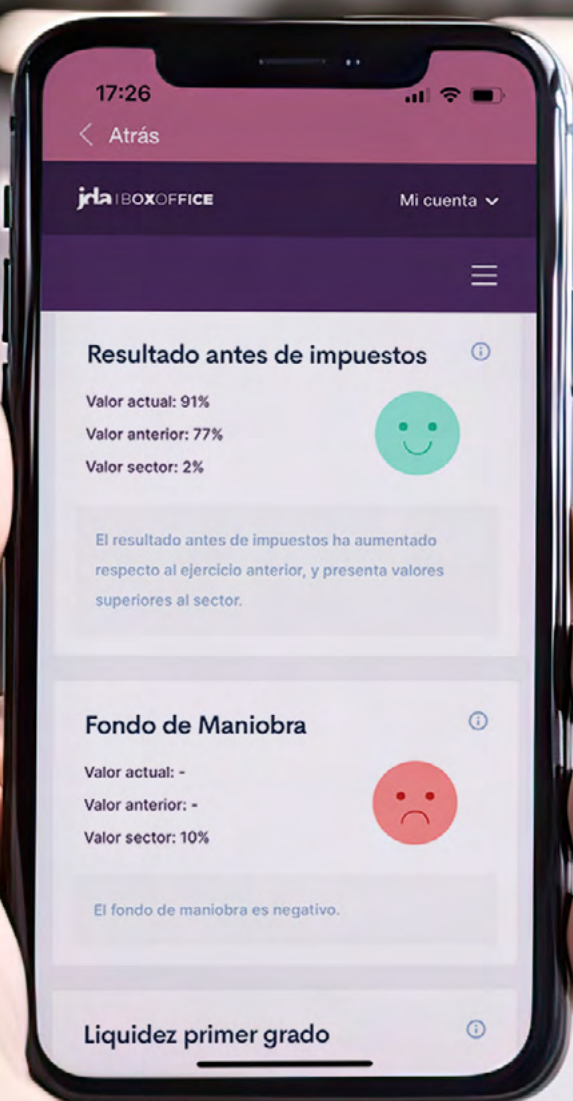 17:26
Atrás
jda IBOXOFFICE
Mi cuenta
Resultado antes de impuestos
Valor actual: 91%
Valor anterior: 77%
Valor sector: 2%
El resultado antes de impuestos ha aumentado
respecto al ejercicio anterior, y presenta valores
superiores al sector.
Fondo de Maniobra
Valor actual: -
Valor anterior: -
Valor sector: 10%
El fondo de maniobra es negativo.
Liquidez primer grado